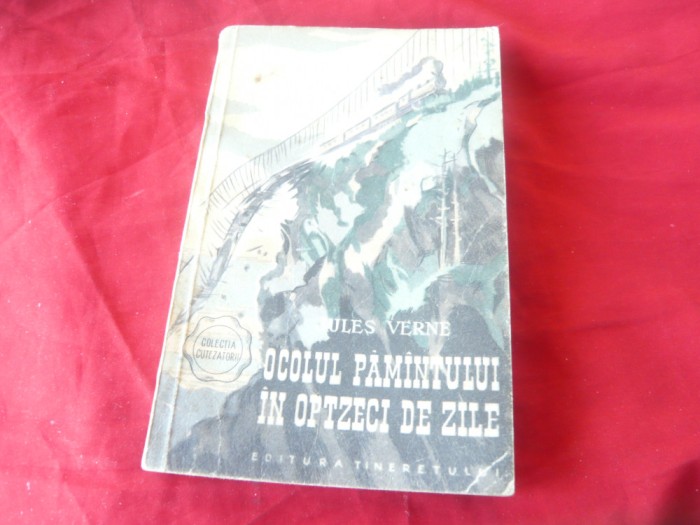 JULES VERNE
COLECȚIA
CUTEZĂTORII
OCOLUL PĂMÎNTULUI
ÎN OPTZECI DE ZILE
EDITURA TINERETULUI